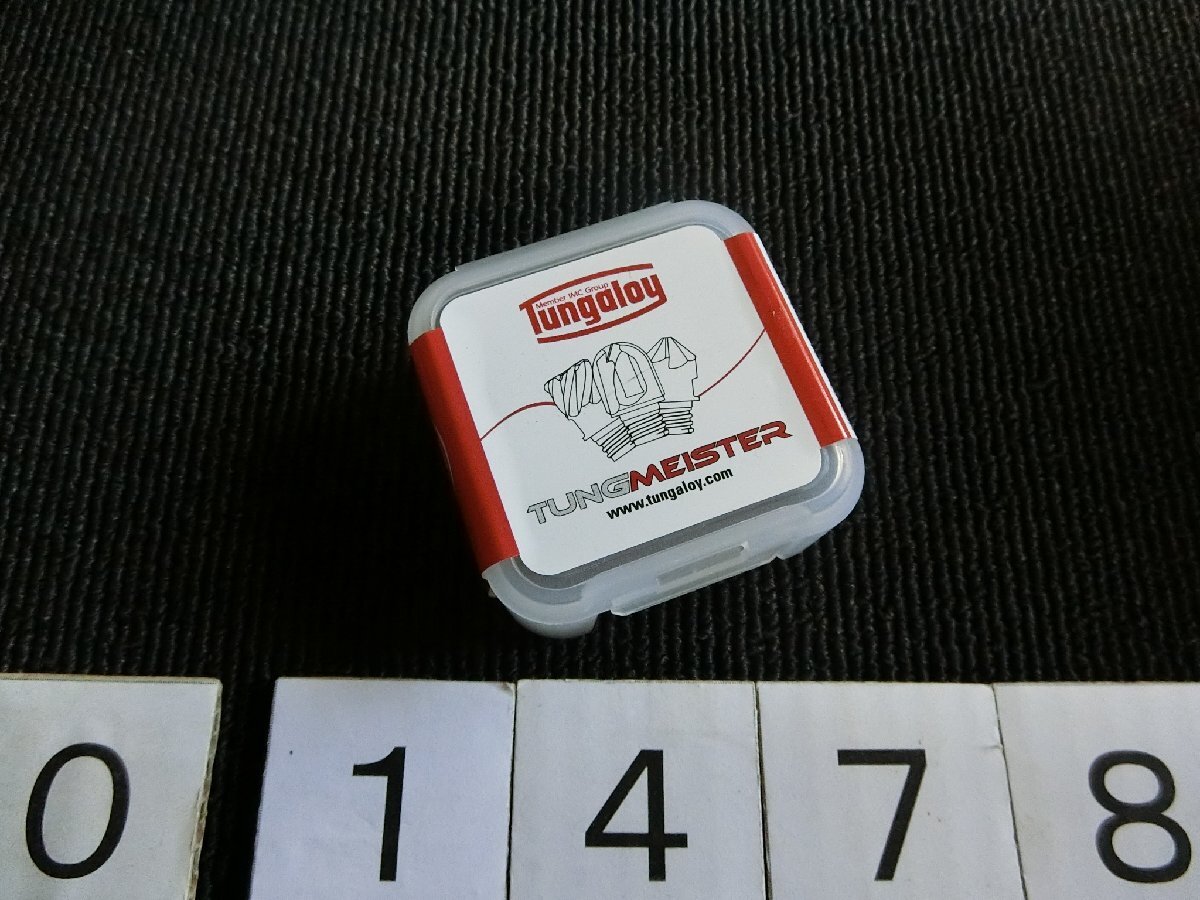 Member IMC Group
Tungaloy
TUNGMEISTER
www.tungaloy.com
0 1 4 7 8